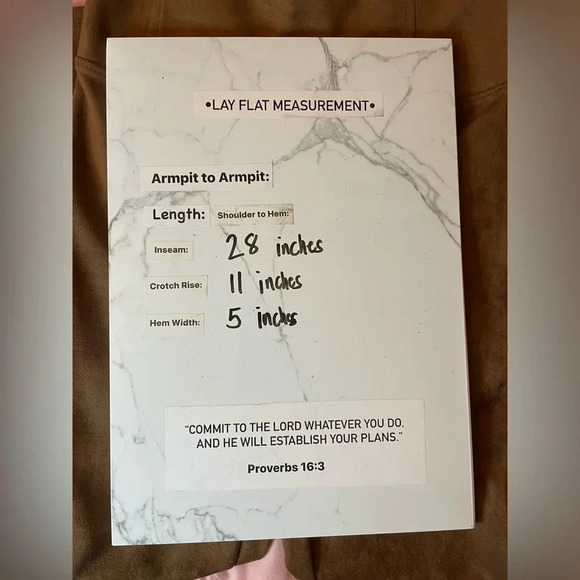 •LAY FLAT MEASUREMENT•
Armpit to Armpit:
Length: Shoulder to Hem:
Inseam: 28 inches
Crotch Rise: 11 inches
Hem Width: 5 inches
“COMMIT TO THE LORD WHATEVER YOU DO,
AND HE WILL ESTABLISH YOUR PLANS.”
Proverbs 16:3